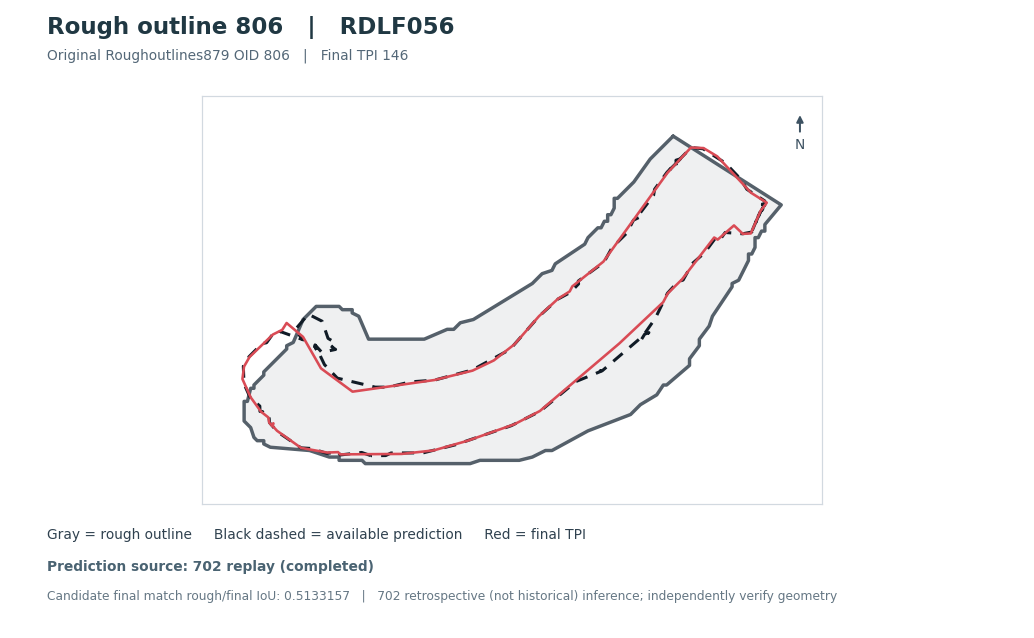 Rough outline 806   |   RDLF056
Original Roughoutlines879 OID 806   |   Final TPI 146
N
Gray = rough outline     Black dashed = available prediction     Red = final TPI
Prediction source: 702 replay (completed)
Candidate final match rough/final IoU: 0.5133157   |   702 retrospective (not historical) inference; independently verify geometry